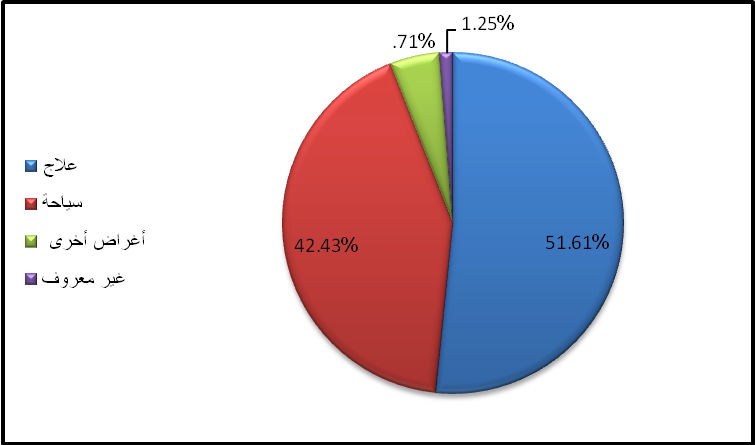 1.25%
.71%
51.61%
42.43%
علاج
سياحة
أغراض أخرى
غير معروف